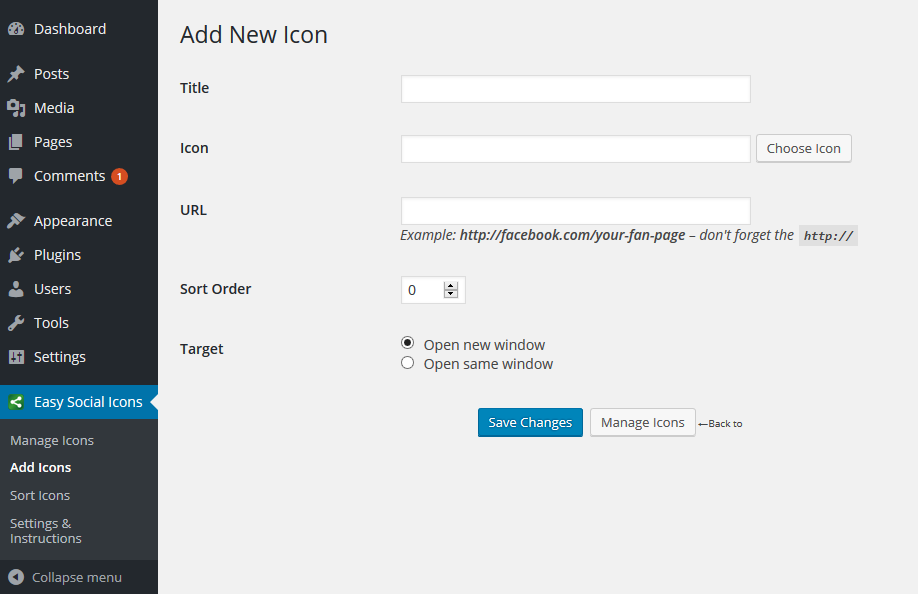 Dashboard
Posts
Media
Pages
Comments 1
Appearance
Plugins
Users
Tools
Settings
Easy Social Icons
Manage Icons
Add Icons
Sort Icons
Settings &
Instructions
Collapse menu
Add New Icon
Title
Icon
Choose Icon
URL
Example: http://facebook.com/your-fan-page – don't forget the http://
Sort Order
0
Target
Open new window
Open same window
Save Changes
Manage Icons
←Back to